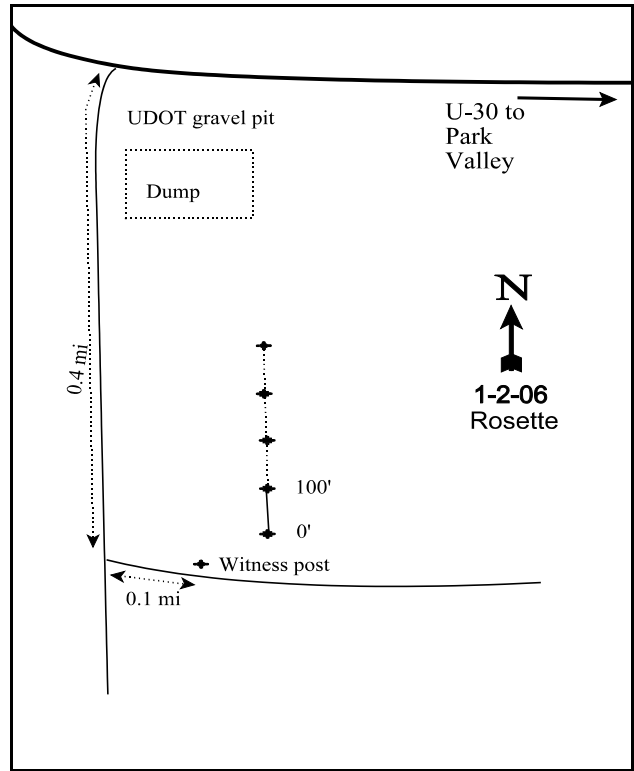 UDOT gravel pit
U-30 to
Park
Valley
Dump
N
0.4 mi
1-2-06
Rosette
100'
0'
Witness post
0.1 mi